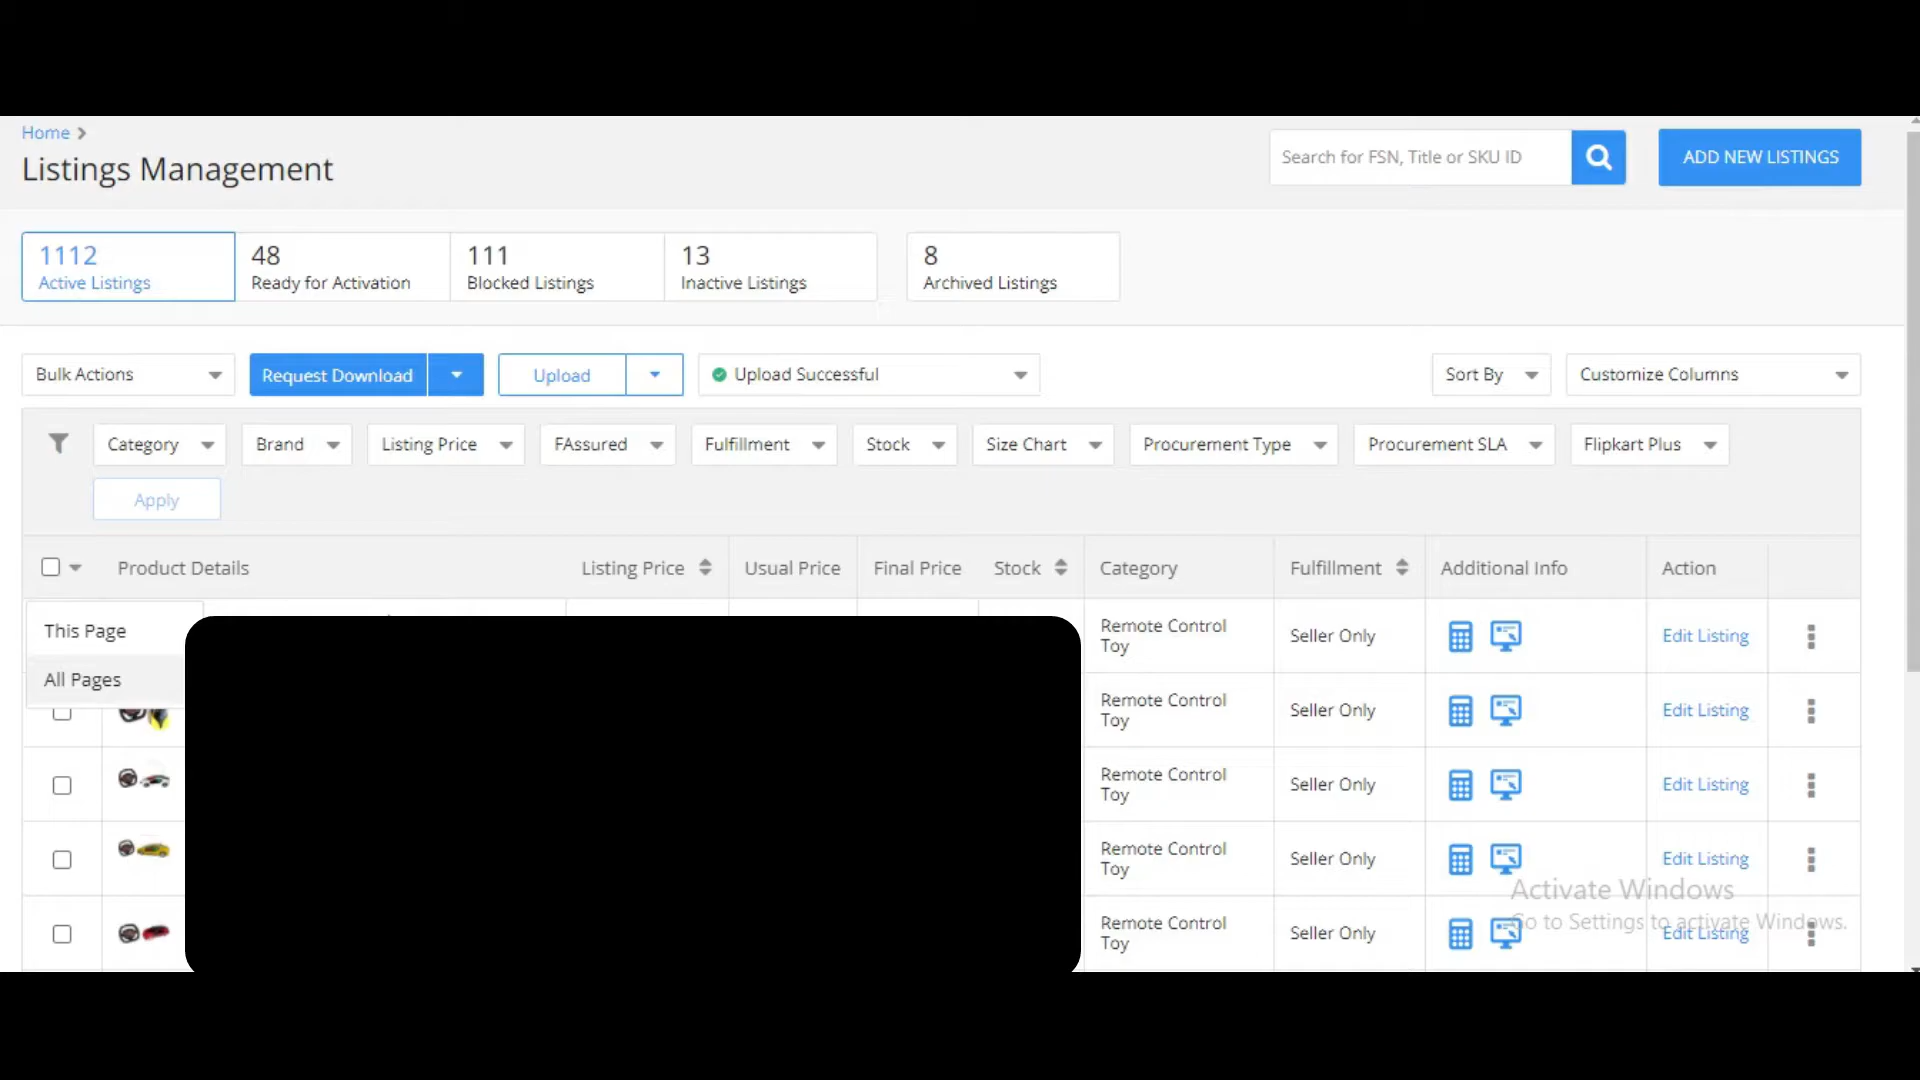 Home
Listings Management
Search for FSN, Title or SKU ID
ADD NEW LISTINGS
1112
Active Listings
48
Ready for Activation
111
Blocked Listings
13
Inactive Listings
8
Archived Listings
Bulk Actions
Request Download
Upload
Upload Successful
Sort By
Customize Columns
Category
Brand
Listing Price
FAssured
Fulfillment
Stock
Size Chart
Procurement Type
Procurement SLA
Flipkart Plus
Apply
Product Details
Listing Price
Usual Price
Final Price
Stock
Category
Fulfillment
Additional Info
Action
This Page
All Pages
Remote Control
Toy
Seller Only
Edit Listing
Remote Control
Toy
Seller Only
Edit Listing
Remote Control
Toy
Seller Only
Edit Listing
Remote Control
Toy
Seller Only
Edit Listing
Remote Control
Toy
Seller Only
Edit Listing
Activate Windows
Go to Settings to activate Windows.